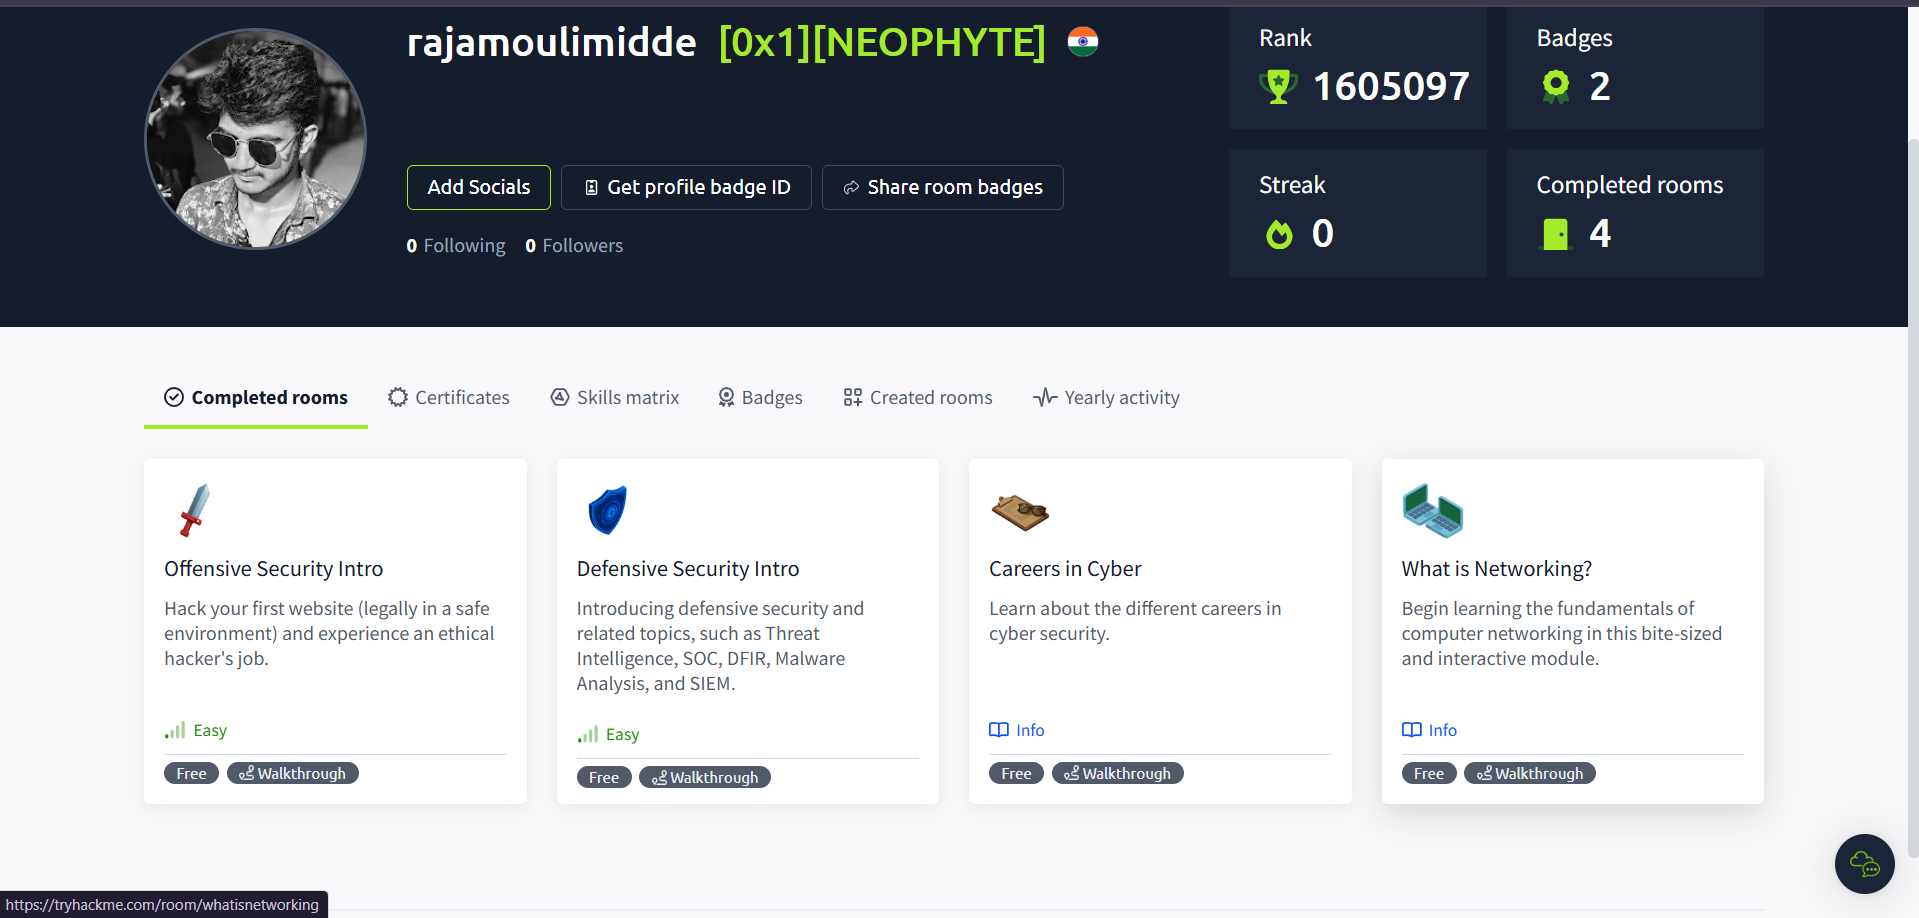 rajamoulimidde [0x1][NEOPHYTE]
Rank
1605097
Badges
2
Add Socials
Get profile badge ID
Share room badges
0 Following 0 Followers
Streak
0
Completed rooms
4
Completed rooms
Certificates
Skills matrix
Badges
Created rooms
Yearly activity
Offensive Security Intro
Hack your first website (legally in a safe
environment) and experience an ethical
hacker's job.
Easy
Free
Walkthrough
Defensive Security Intro
Introducing defensive security and
related topics, such as Threat
Intelligence, SOC, DFIR, Malware
Analysis, and SIEM.
Easy
Free
Walkthrough
Careers in Cyber
Learn about the different careers in
cyber security.
Info
Free
Walkthrough
What is Networking?
Begin learning the fundamentals of
computer networking in this bite-sized
and interactive module.
Info
Free
Walkthrough
https://tryhackme.com/room/whatisnetworking